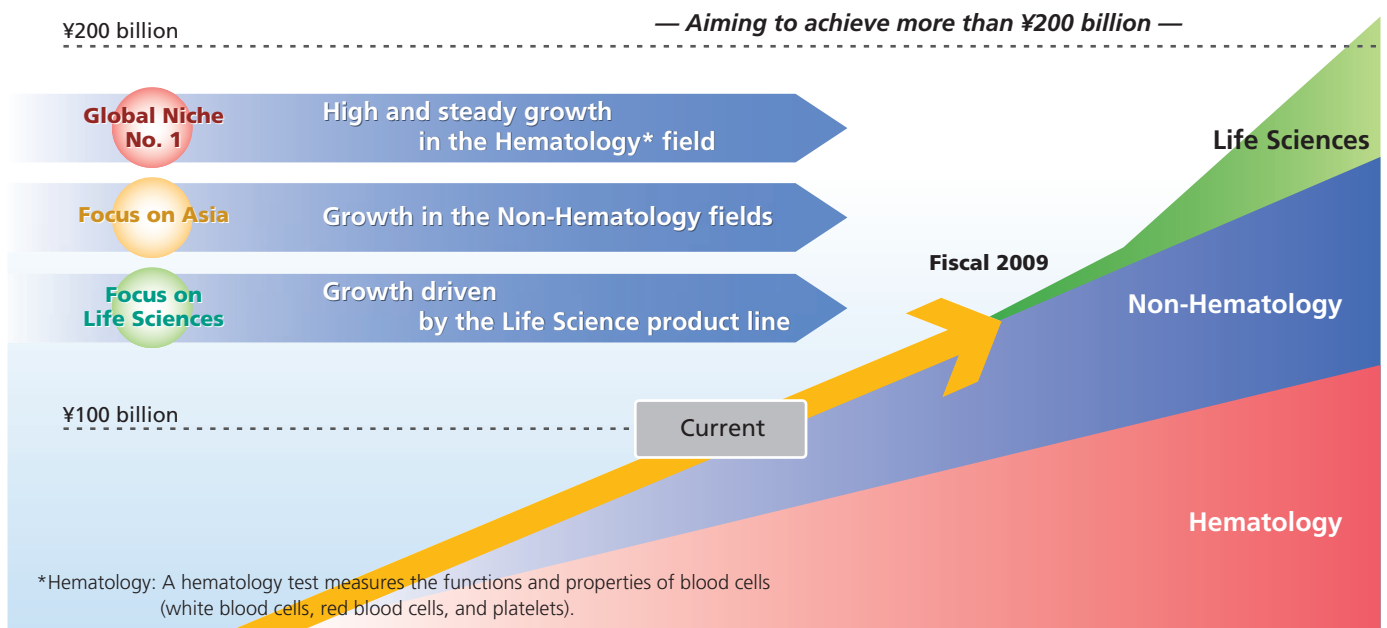 ¥200 billion
— Aiming to achieve more than ¥200 billion —
Global Niche
No. 1
High and steady growth
in the Hematology* field
Focus on Asia
Growth in the Non-Hematology fields
Focus on
Life Sciences
Growth driven
by the Life Science product line
Life Sciences
Fiscal 2009
Non-Hematology
¥100 billion
Current
Hematology
*Hematology: A hematology test measures the functions and properties of blood cells
(white blood cells, red blood cells, and platelets).